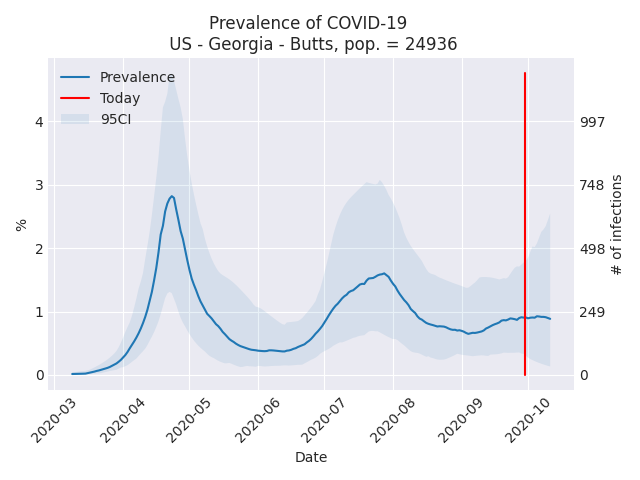 Prevalence of COVID-19
US - Georgia - Butts, pop. = 24936
Prevalence
Today
95CI
4
3
2
1
0
%
997
748
498
249
0
# of infections
2020-03
2020-04
2020-05
2020-06
2020-07
2020-08
2020-09
2020-10
Date